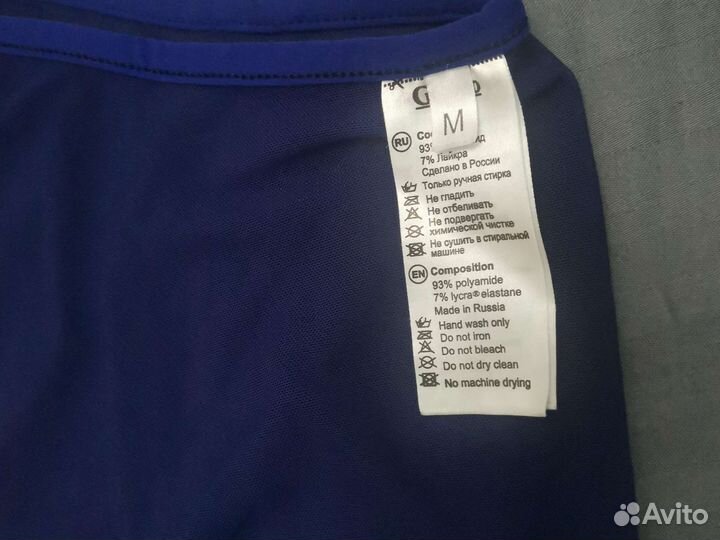 M
RU
93%
7% Лайкра
Сделано в России
Только ручная стирка
Не гладить
Не отбеливать
Не подвергать
химической чистке
Не сушить в стиральной
машине
EN Composition
93% polyamide
7% lycra® elastane
Made in Russia
Hand wash only
Do not iron
Do not bleach
Do not dry clean
No machine drying
Avito